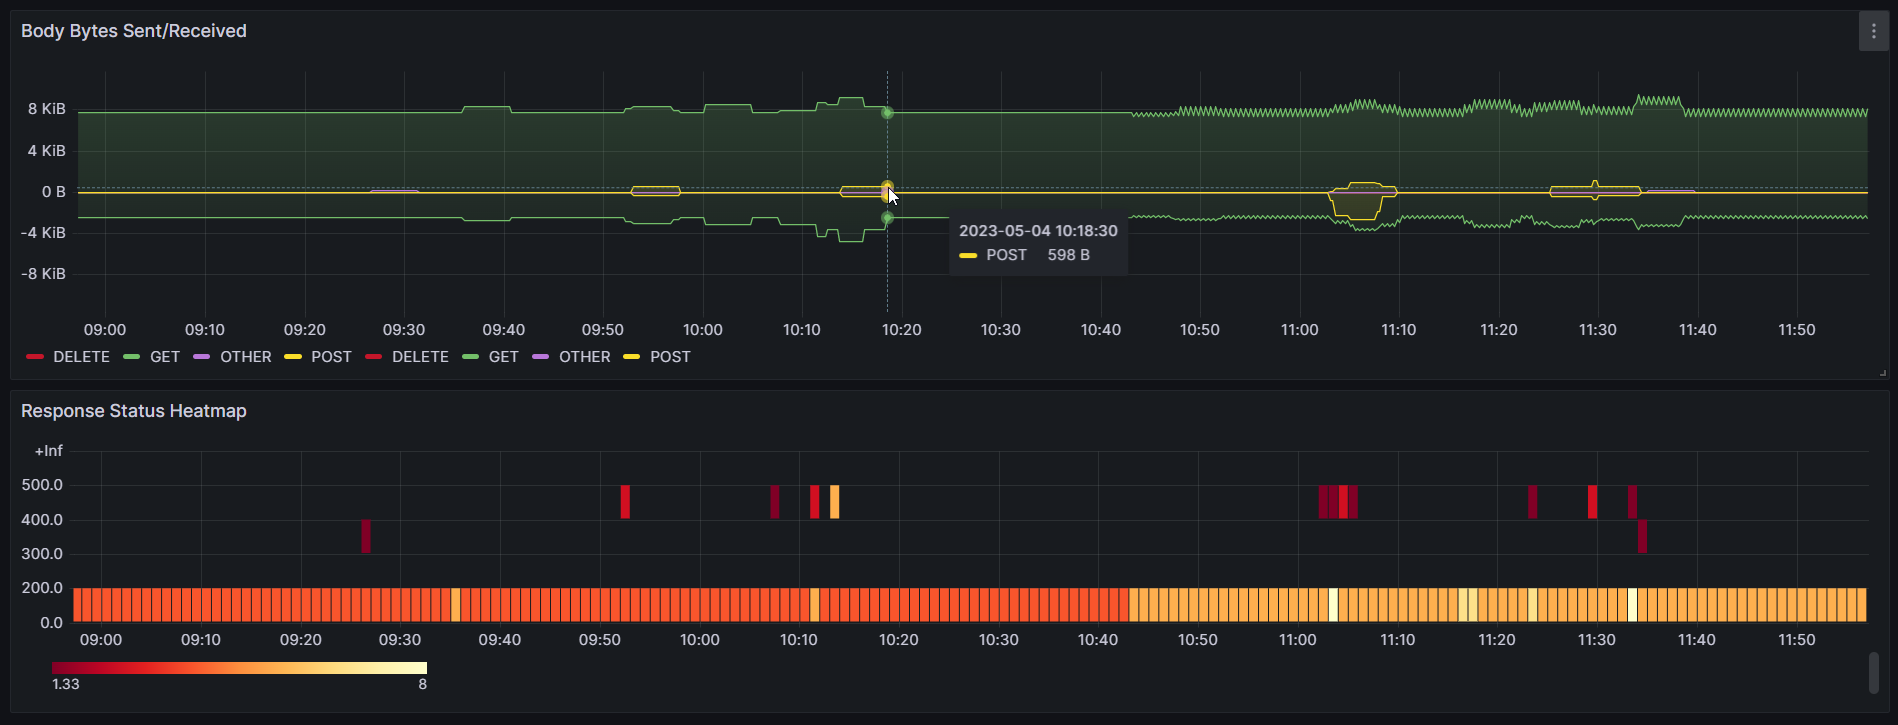 Body Bytes Sent/Received
8 KiB
4 KiB
0 B
-4 KiB
-8 KiB
2023-05-04 10:18:30
POST 598 B
09:00 09:10 09:20 09:30 09:40 09:50 10:00 10:10 10:20 10:30 10:40 10:50 11:00 11:10 11:20 11:30 11:40 11:50
DELETE GET OTHER POST DELETE GET OTHER POST
Response Status Heatmap
+Inf
500.0
400.0
300.0
200.0
0.0
09:00 09:10 09:20 09:30 09:40 09:50 10:00 10:10 10:20 10:30 10:40 10:50 11:00 11:10 11:20 11:30 11:40 11:50
1.33 8